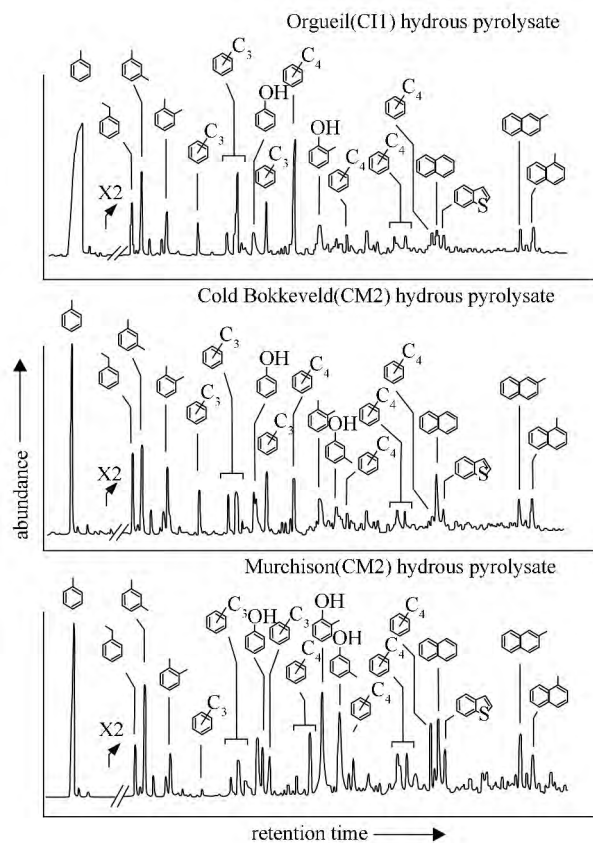 Orgueil(CI1) hydrous pyrolysate
C3
C4
OH
C4
C3
OH
C3
C4
C4
X2
S
Cold Bokkeveld(CM2) hydrous pyrolysate
C3
OH
C4
C4
C3
C3
OH
C4
C4
X2
S
abundance
Murchison(CM2) hydrous pyrolysate
OH
C3
OH
C3
C4
OH
C4
C4
C3
C4
X2
S
retention time